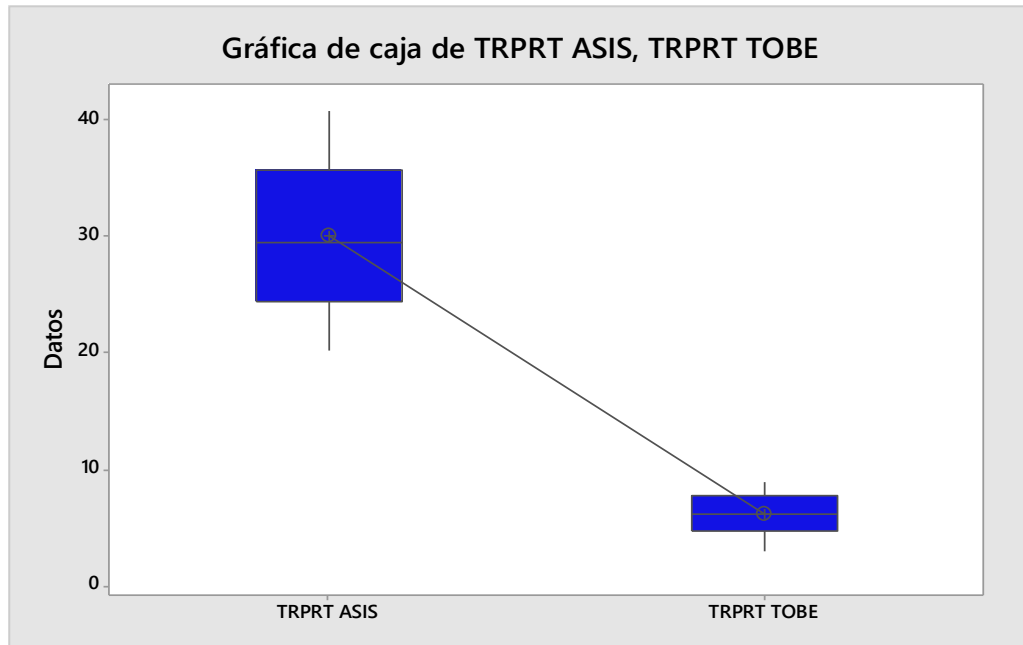 Gráfica de caja de TRPRT ASIS, TRPRT TOBE
40
30
20
10
0
Datos
TRPRT ASIS
TRPRT TOBE